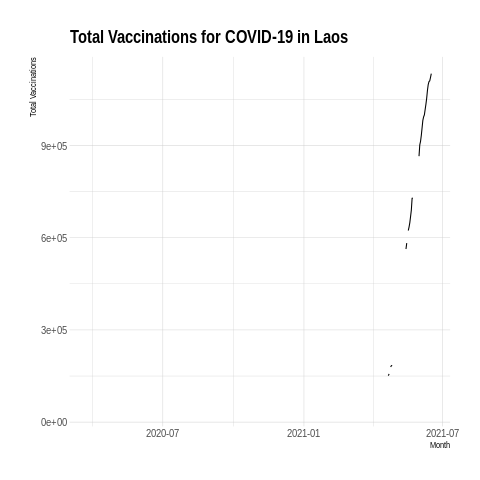 Total Vaccinations for COVID-19 in Laos
Total Vaccinations
9e+05
6e+05
3e+05
0e+00
2020-07 2021-01 2021-07
Month